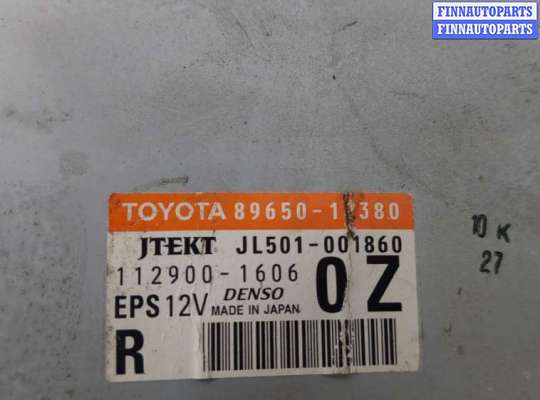 FINNAUTOPARTS
FINNAUTOPARTS
TOYOTA
JTEKT JL501-001860
112900-1606
EPS 12V DENSO 0Z
MADE IN JAPAN
R
10 K
27